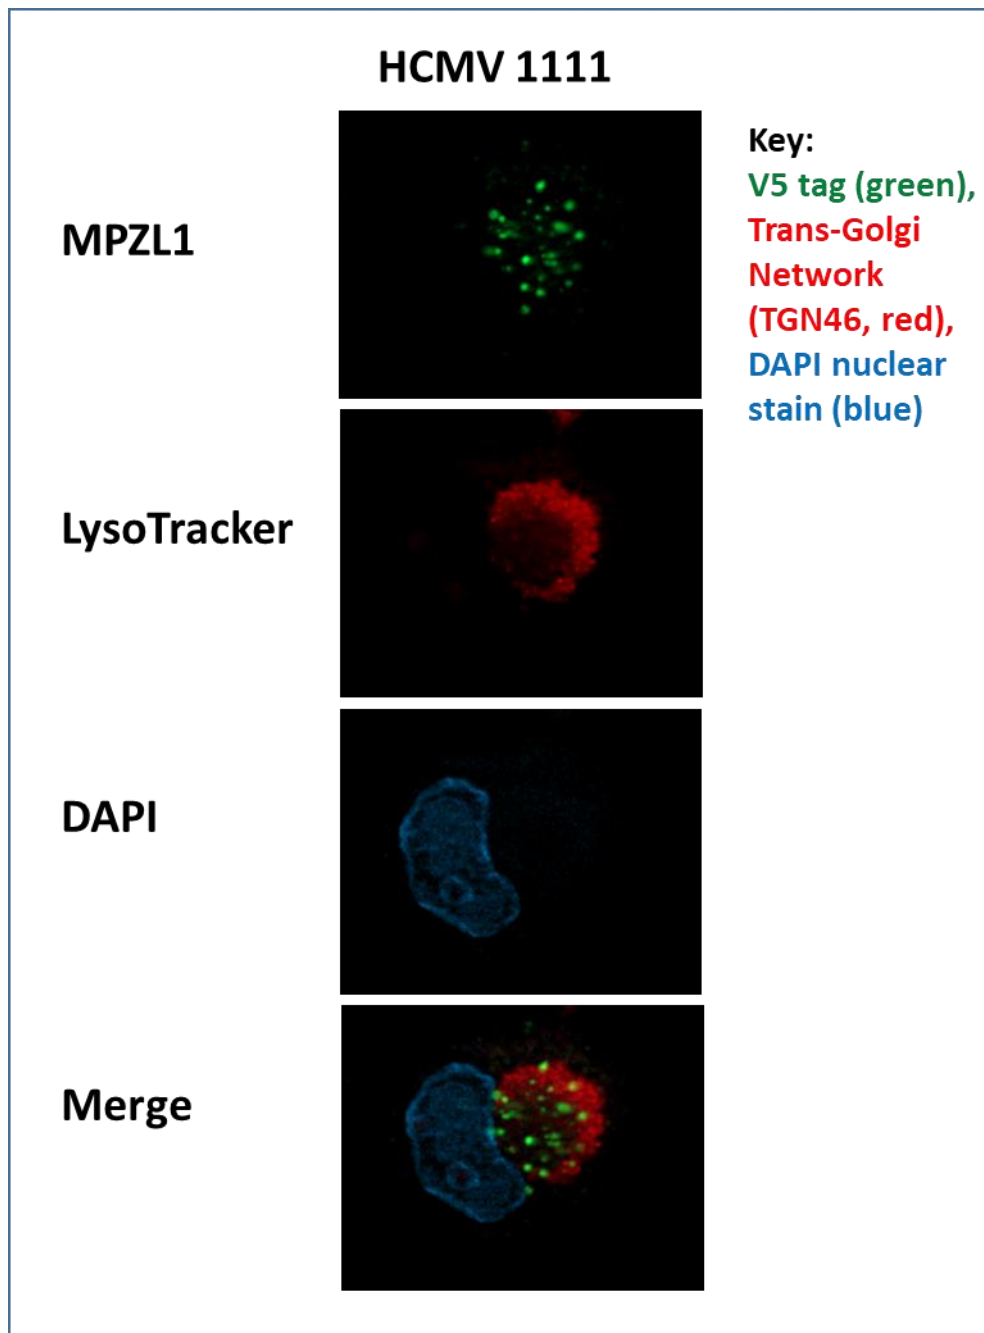 HCMV 1111
MPZL1
Key:
V5 tag (green),
Trans-Golgi
Network
(TGN46, red),
DAPI nuclear
stain (blue)
LysoTracker
DAPI
Merge